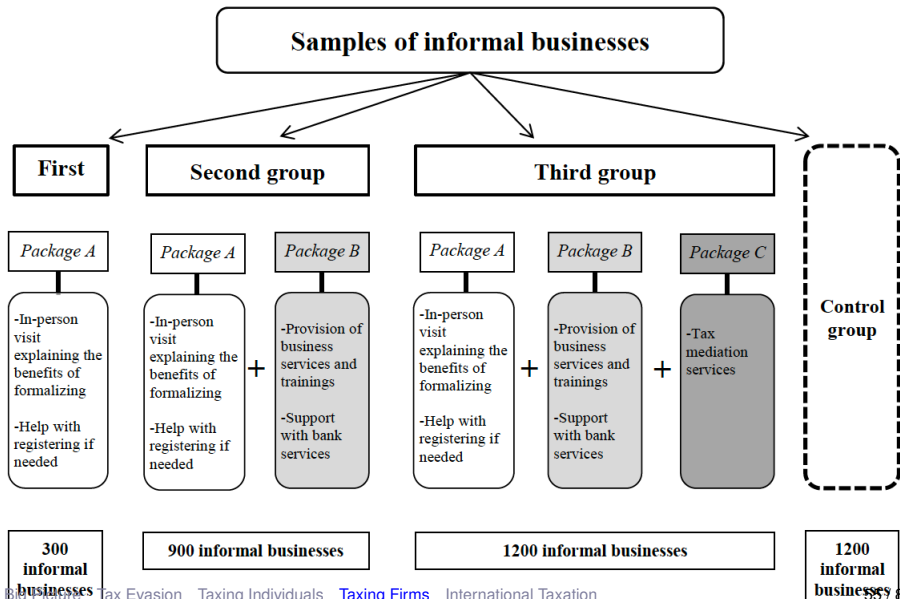 Samples of informal businesses
First
Second group
Third group
Control
group
Package A
-In-person
visit
explaining the
benefits of
formalizing
-Help with
registering if
needed
Package A
-In-person
visit
explaining the
benefits of
formalizing
-Help with
registering if
needed
+
Package B
-Provision of
business
services and
trainings
-Support
with bank
services
Package A
-In-person
visit
explaining the
benefits of
formalizing
-Help with
registering if
needed
+
Package B
-Provision of
business
services and
trainings
-Support
with bank
services
+
Package C
-Tax
mediation
services
300
informal
businesses
900 informal businesses
1200 informal businesses
1200
informal
businesses
Big Picture Tax Evasion Taxing Individuals Taxing Firms International Taxation